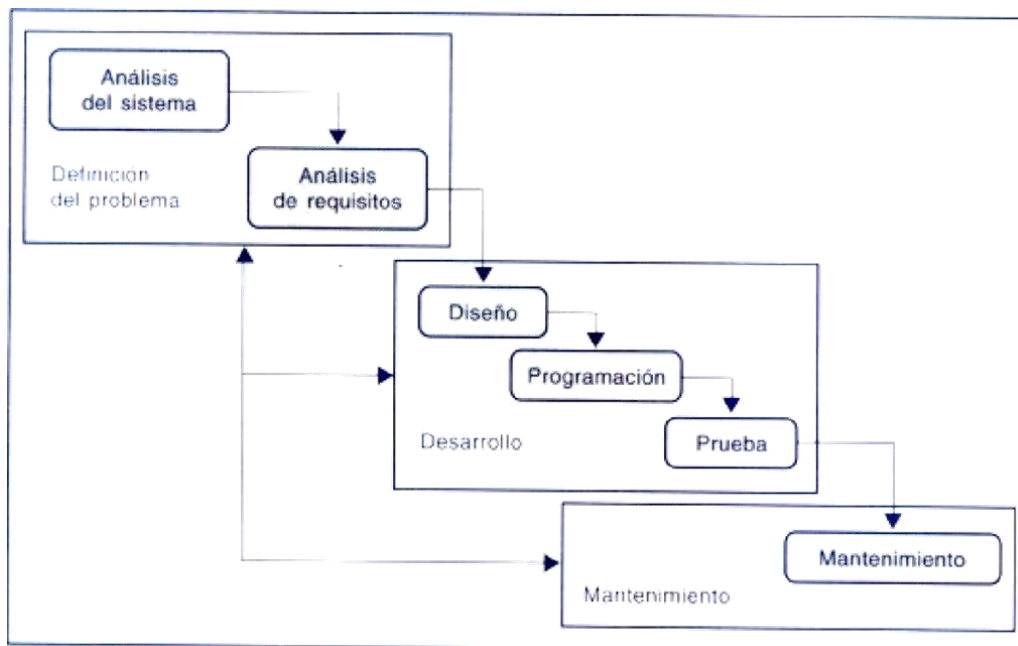 Análisis
del sistema
Definición
del problema
Análisis
de requisitos
Diseño
Programación
Desarrollo
Prueba
Mantenimiento
Mantenimiento